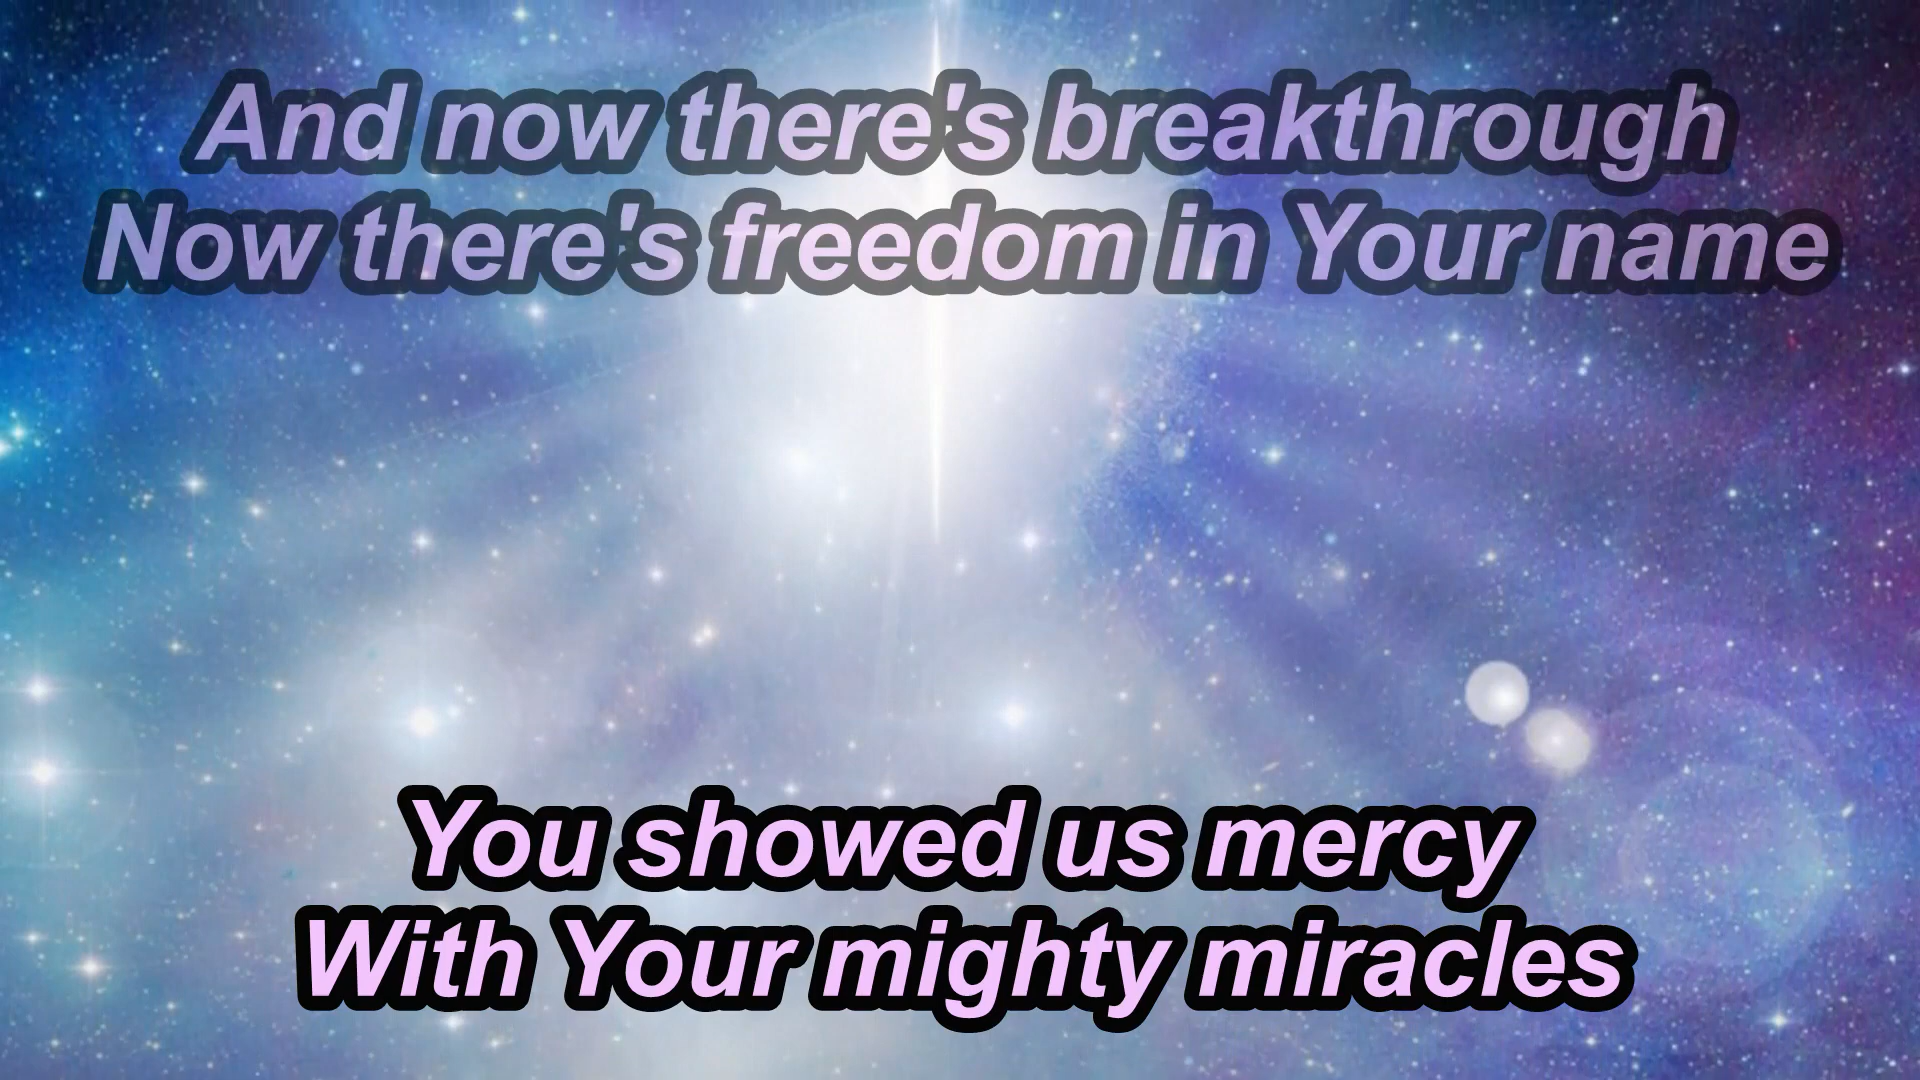 And now there's breakthrough
Now there's freedom in Your name
You showed us mercy
With Your mighty miracles